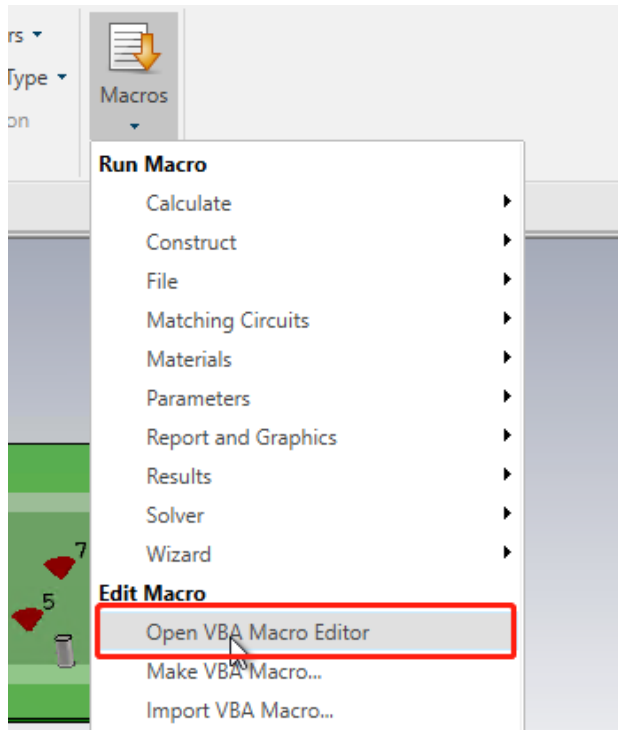 rs
Type
on
Macros
Run Macro
Calculate
Construct
File
Matching Circuits
Materials
Parameters
Report and Graphics
Results
Solver
Wizard
7
5
Edit Macro
Open VBA Macro Editor
Make VBA Macro...
Import VBA Macro...